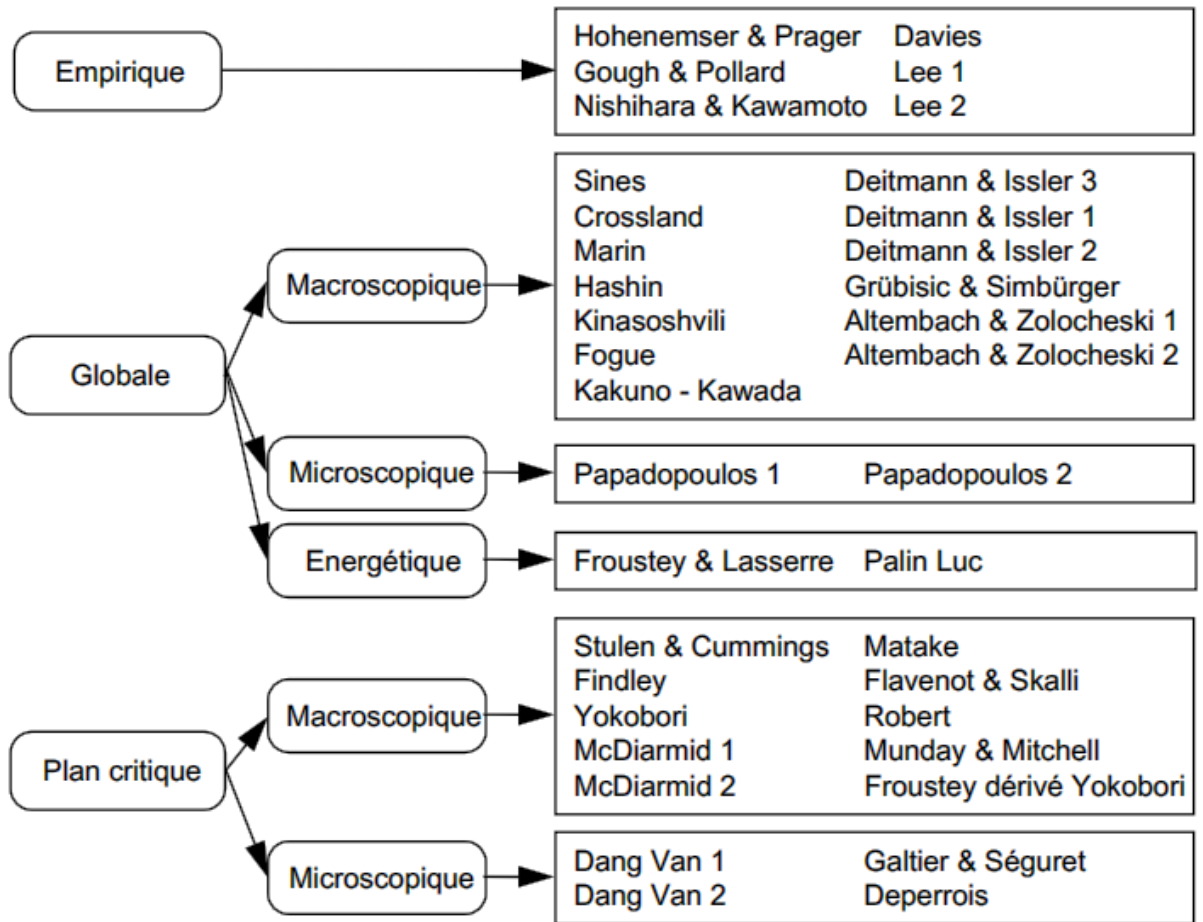 Empirique
Hohenemser & Prager Davies
Gough & Pollard Lee 1
Nishihara & Kawamoto Lee 2
Globale
Macroscopique
Sines Deitmann & Issler 3
Crossland Deitmann & Issler 1
Marin Deitmann & Issler 2
Hashin Grübisic & Simbürger
Kinasoshvili Altembach & Zolocheski 1
Fogue Altembach & Zolocheski 2
Kakuno - Kawada
Microscopique
Papadopoulos 1 Papadopoulos 2
Energétique
Froustey & Lasserre Palin Luc
Plan critique
Macroscopique
Stulen & Cummings Matake
Findley Flavenot & Skalli
Yokobori Robert
McDiarmid 1 Munday & Mitchell
McDiarmid 2 Froustey dérivé Yokobori
Microscopique
Dang Van 1 Galtier & Séguret
Dang Van 2 Deperrois